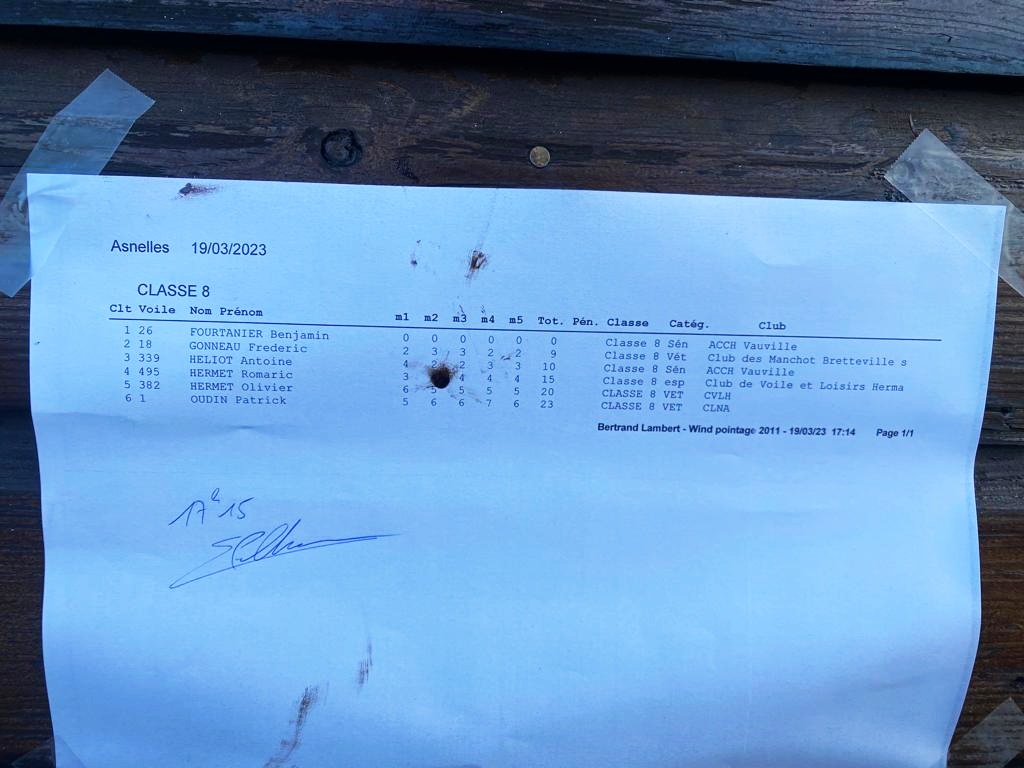 Asnelles 19/03/2023
CLASSE 8
Clt Voile Nom Prénom m1 m2 m3 m4 m5 Tot. Pén. Classe Catég. Club
1 26 FOURTANIER Benjamin 0 0 0 0 0 0 Classe 8 Sén ACCH Vauville
2 18 GONNEAU Frederic 2 3 3 2 2 9 Classe 8 Vét Club des Manchot Bretteville s
3 339 HELIOT Antoine 4 2 2 3 3 10 Classe 8 Sén ACCH Vauville
4 495 HERMET Romaric 3 4 4 4 15 Classe 8 esp Club de Voile et Loisirs Herma
5 382 HERMET Olivier 6 5 5 5 5 20 CLASSE 8 VET CVLH
6 1 OUDIN Patrick 5 6 6 7 6 23 CLASSE 8 VET CLNA
Bertrand Lambert - Wind pointage 2011 - 19/03/23 17:14 Page 1/1
17h15